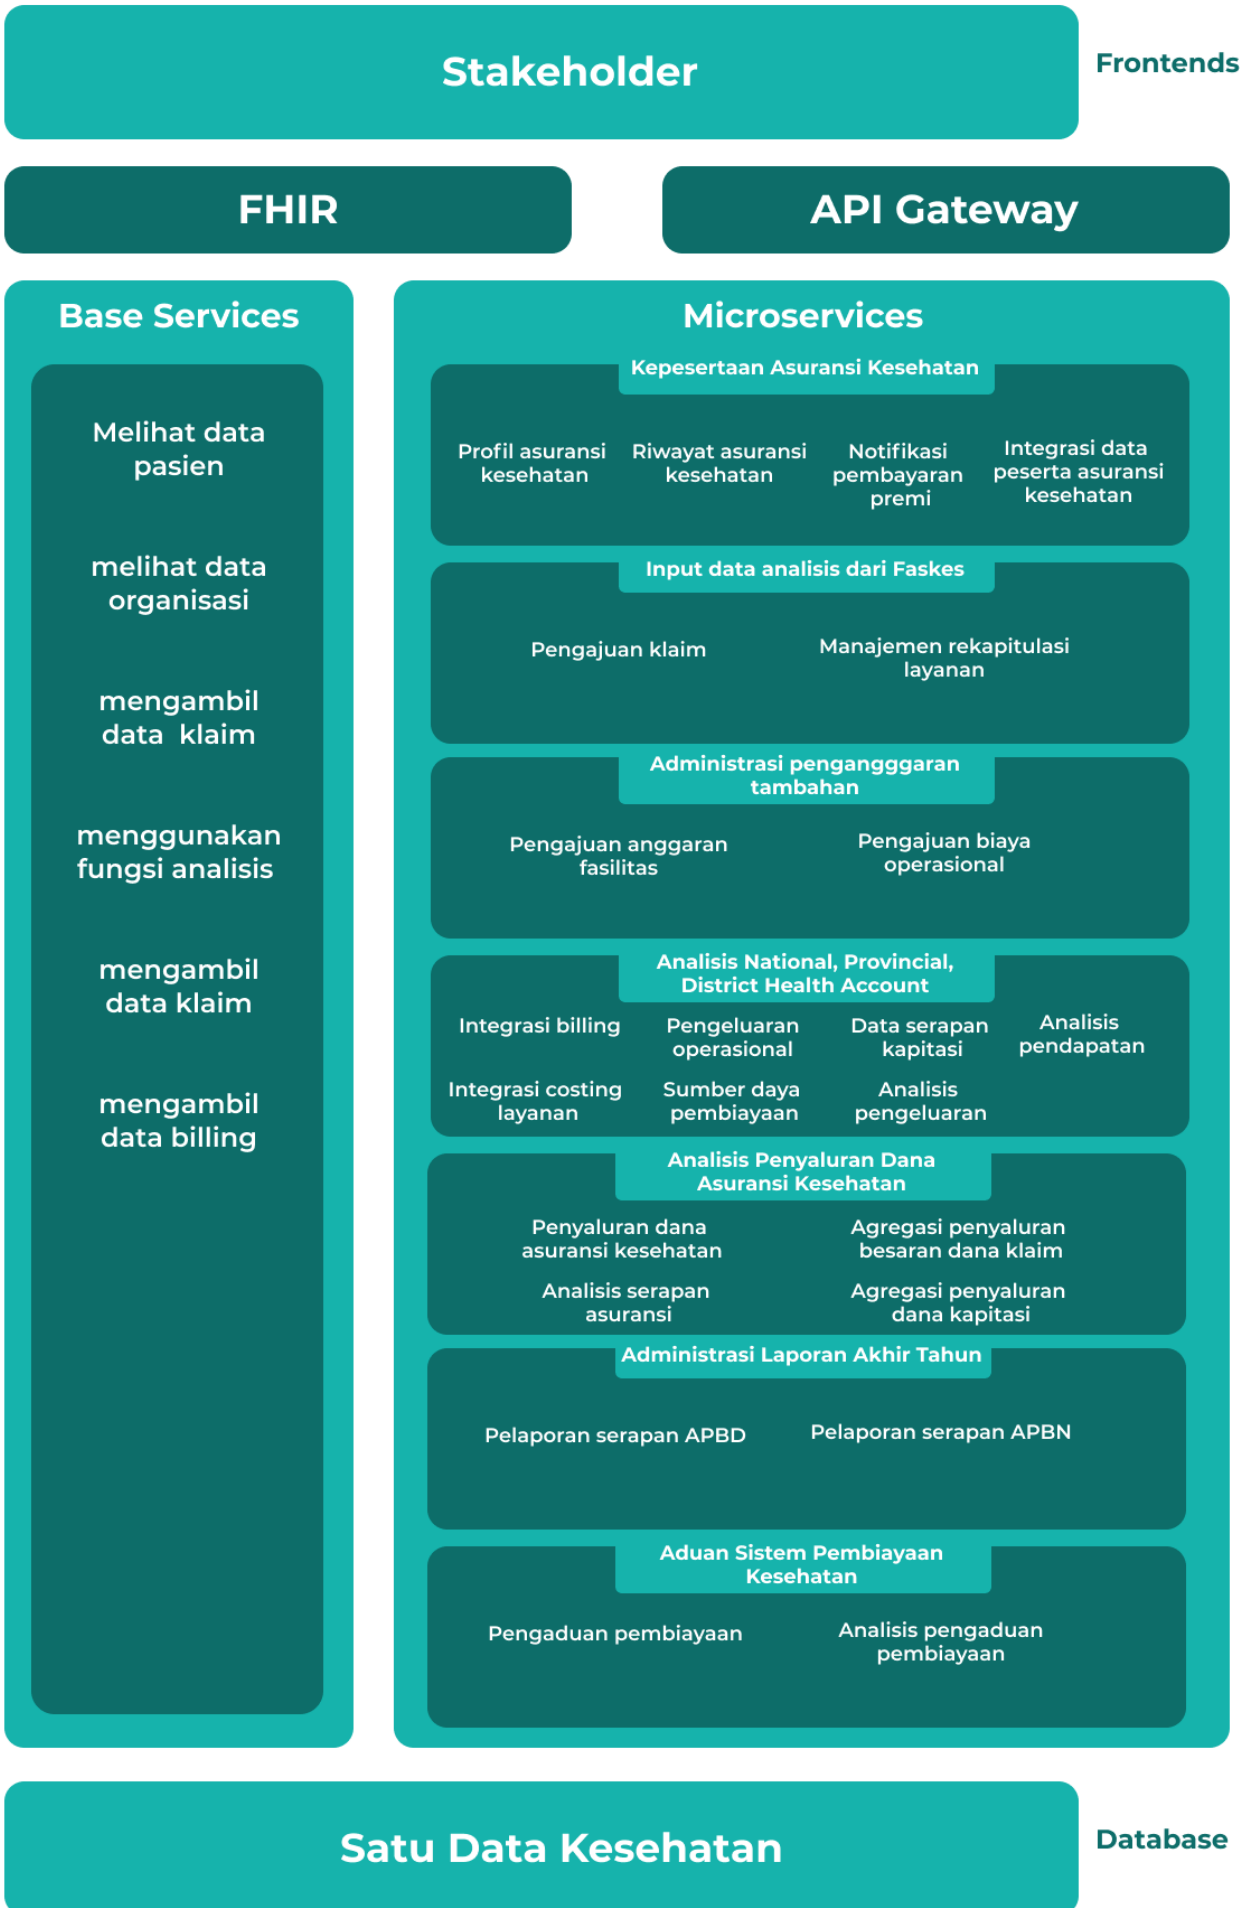 Stakeholder
Frontends
FHIR
API Gateway
Base Services
Melihat data
pasien
melihat data
organisasi
mengambil
data  klaim
menggunakan
fungsi analisis
mengambil
data klaim
mengambil
data billing
Microservices
Kepesertaan Asuransi Kesehatan
Profil asuransi
kesehatan
Riwayat asuransi
kesehatan
Notifikasi
pembayaran
premi
Integrasi data
peserta asuransi
kesehatan
Input data analisis dari Faskes
Pengajuan klaim
Manajemen rekapitulasi
layanan
Administrasi pengangggaran
tambahan
Pengajuan anggaran
fasilitas
Pengajuan biaya
operasional
Analisis National, Provincial,
District Health Account
Integrasi billing
Pengeluaran
operasional
Data serapan
kapitasi
Analisis
pendapatan
Integrasi costing
layanan
Sumber daya
pembiayaan
Analisis
pengeluaran
Analisis Penyaluran Dana
Asuransi Kesehatan
Penyaluran dana
asuransi kesehatan
Agregasi penyaluran
besaran dana klaim
Analisis serapan
asuransi
Agregasi penyaluran
dana kapitasi
Administrasi Laporan Akhir Tahun
Pelaporan serapan APBD
Pelaporan serapan APBN
Aduan Sistem Pembiayaan
Kesehatan
Pengaduan pembiayaan
Analisis pengaduan
pembiayaan
Satu Data Kesehatan
Database